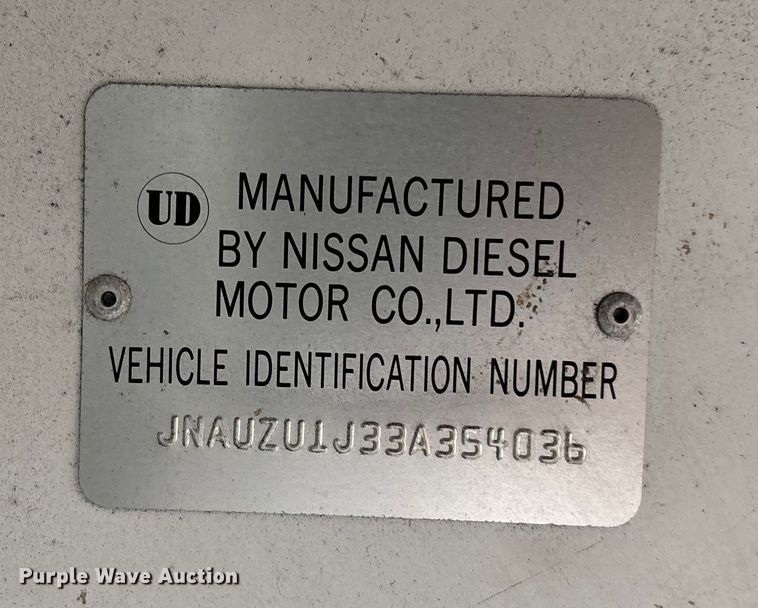 UD MANUFACTURED
BY NISSAN DIESEL
MOTOR CO.,LTD.
VEHICLE IDENTIFICATION NUMBER
JNAUZU1J33A354036
Purple Wave Auction